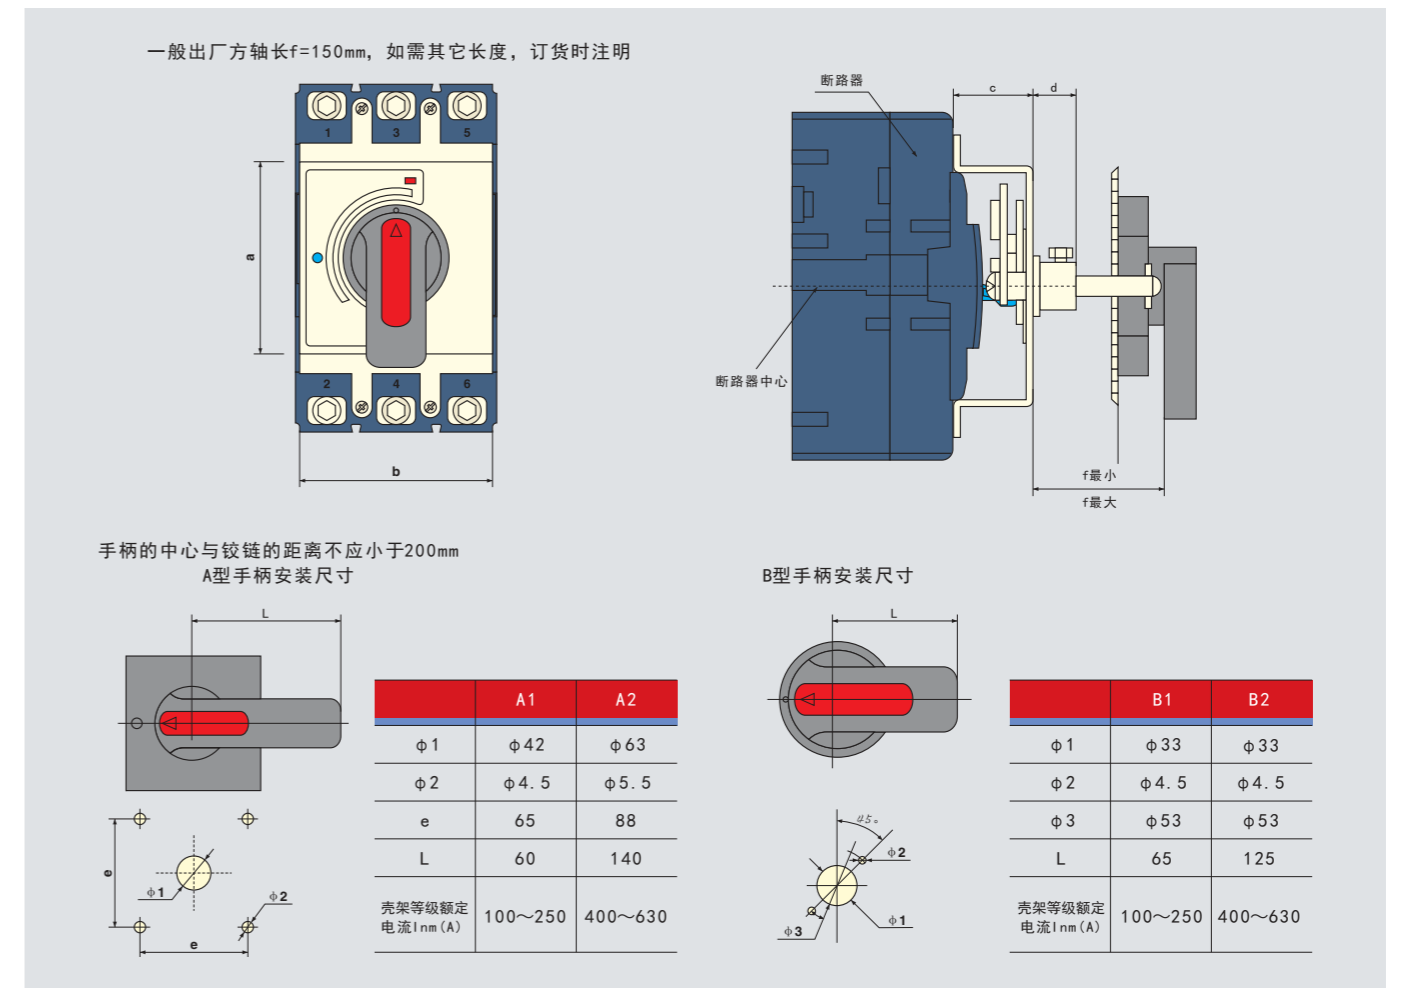 一般出厂方轴长f=150mm，如需其它长度，订货时注明
1
3
5
a
2
4
6
b
断路器
c
d
断路器中心
f最小
f最大
手柄的中心与铰链的距离不应小于200mm
A型手柄安装尺寸
L
A1 A2
φ1 φ42 φ63
φ2 φ4.5 φ5.5
e 65 88
L 60 140
壳架等级额定
电流Inm(A) 100～250 400～630
e
φ1
φ2
e
B型手柄安装尺寸
L
B1 B2
φ1 φ33 φ33
φ2 φ4.5 φ4.5
φ3 φ53 φ53
L 65 125
壳架等级额定
电流Inm(A) 100～250 400～630
45°
φ2
φ1
φ3